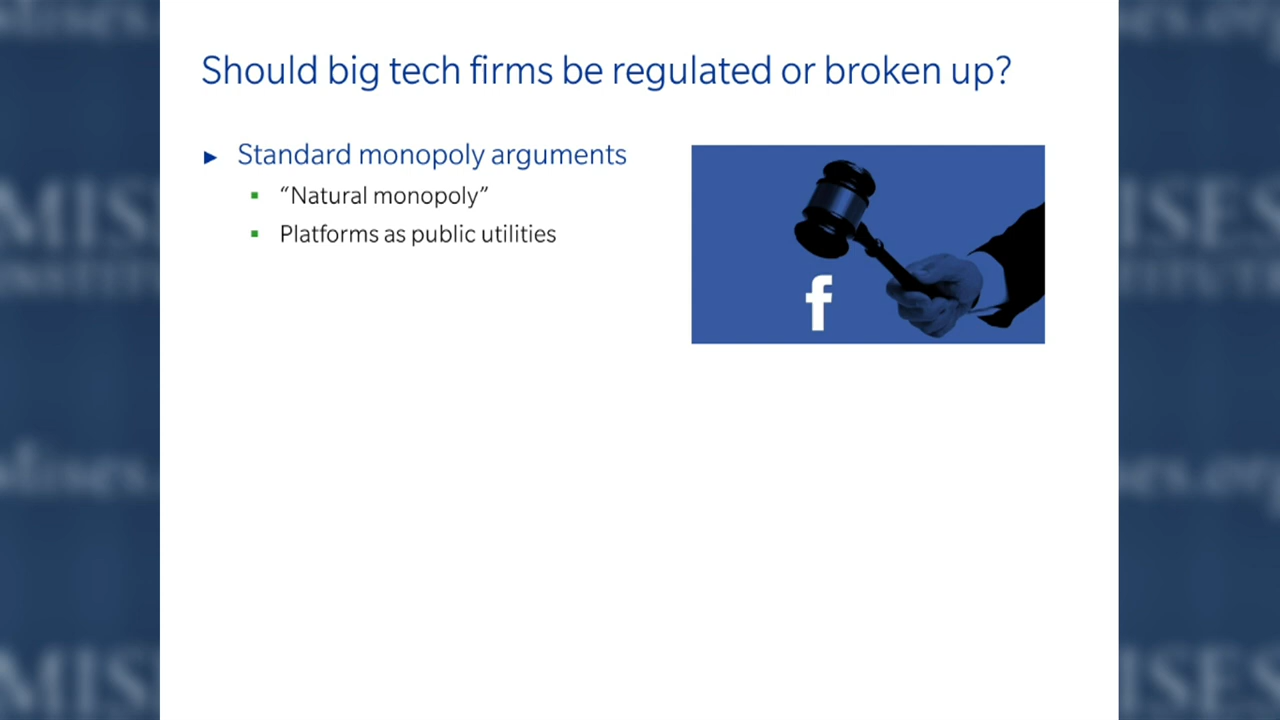 Should big tech firms be regulated or broken up?
► Standard monopoly arguments
▪ “Natural monopoly”
▪ Platforms as public utilities
f